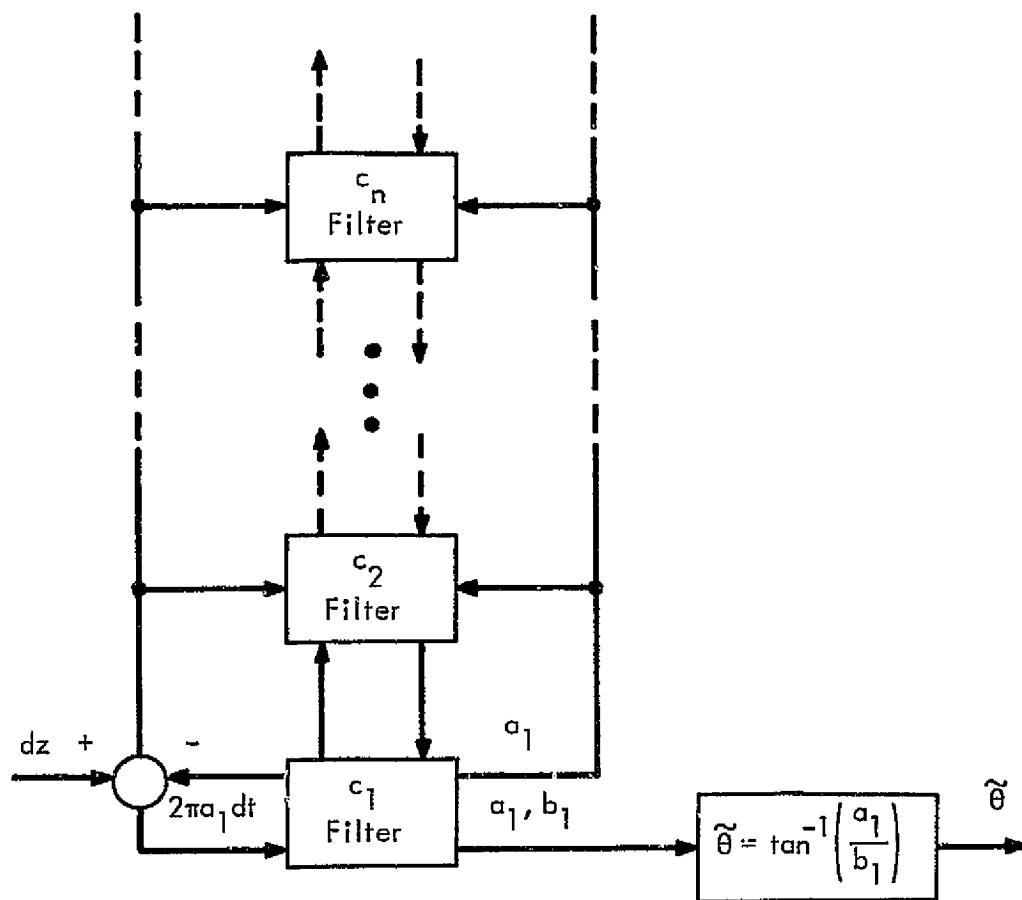 c_n
Filter
c_2
Filter
a_1
dz + -
2πa_1dt
c_1
Filter
a_1, b_1
θ̃ = tan^{-1}(a_1/b_1)
θ̃